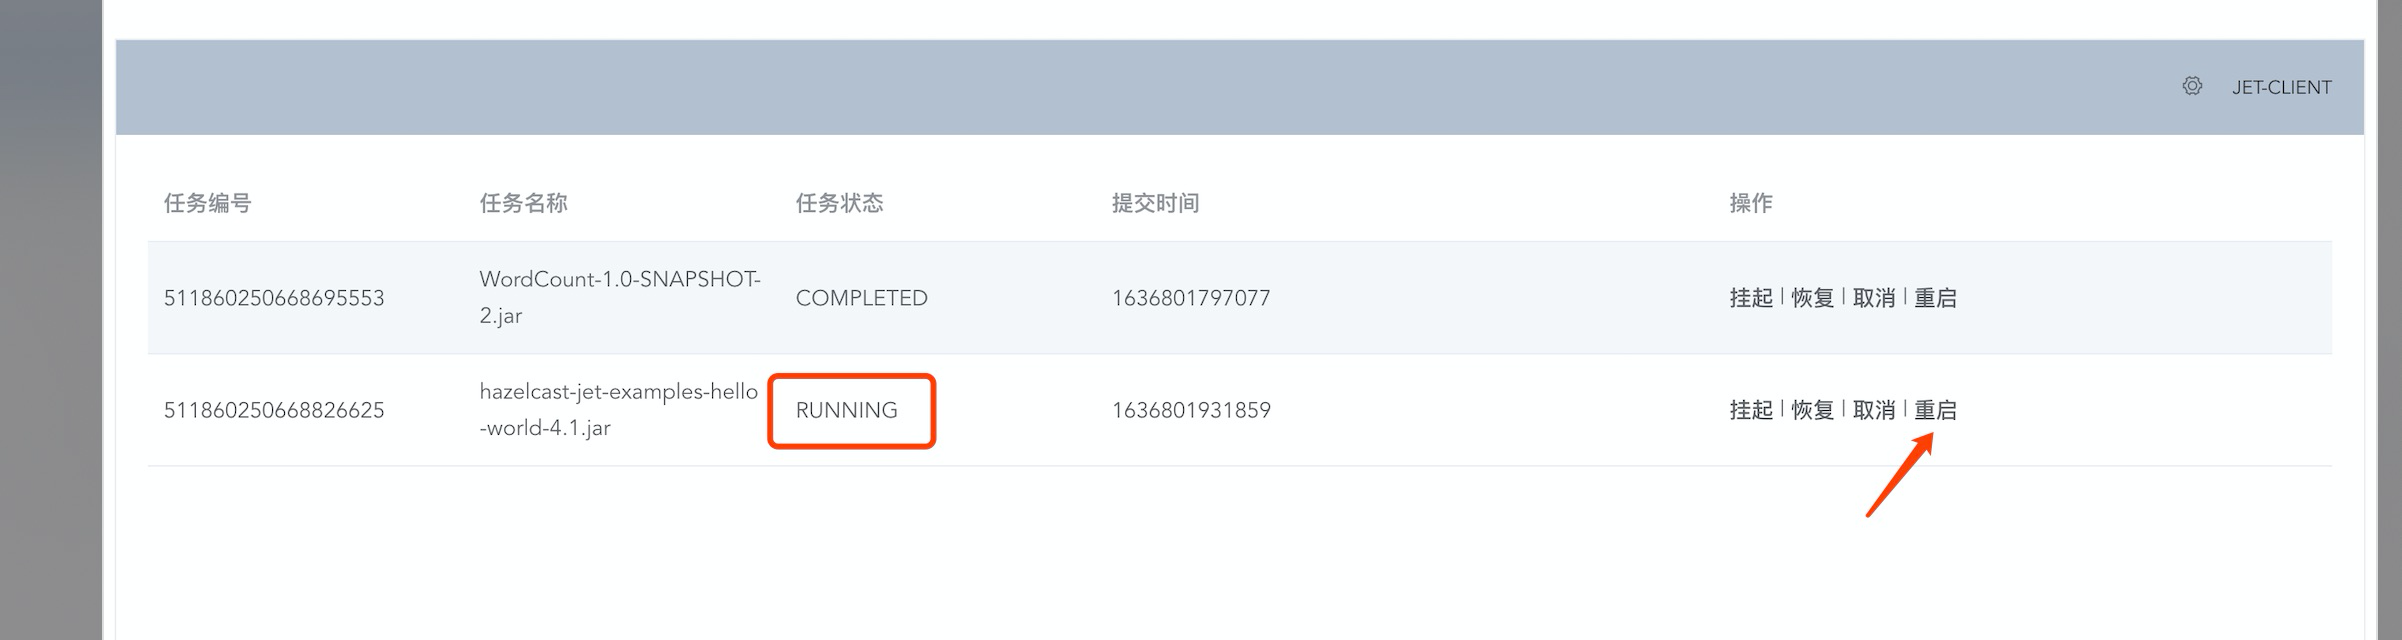 JET-CLIENT
任务编号 任务名称 任务状态 提交时间 操作
511860250668695553 WordCount-1.0-SNAPSHOT-2.jar COMPLETED 1636801797077 挂起 | 恢复 | 取消 | 重启
511860250668826625 hazelcast-jet-examples-hello-world-4.1.jar RUNNING 1636801931859 挂起 | 恢复 | 取消 | 重启